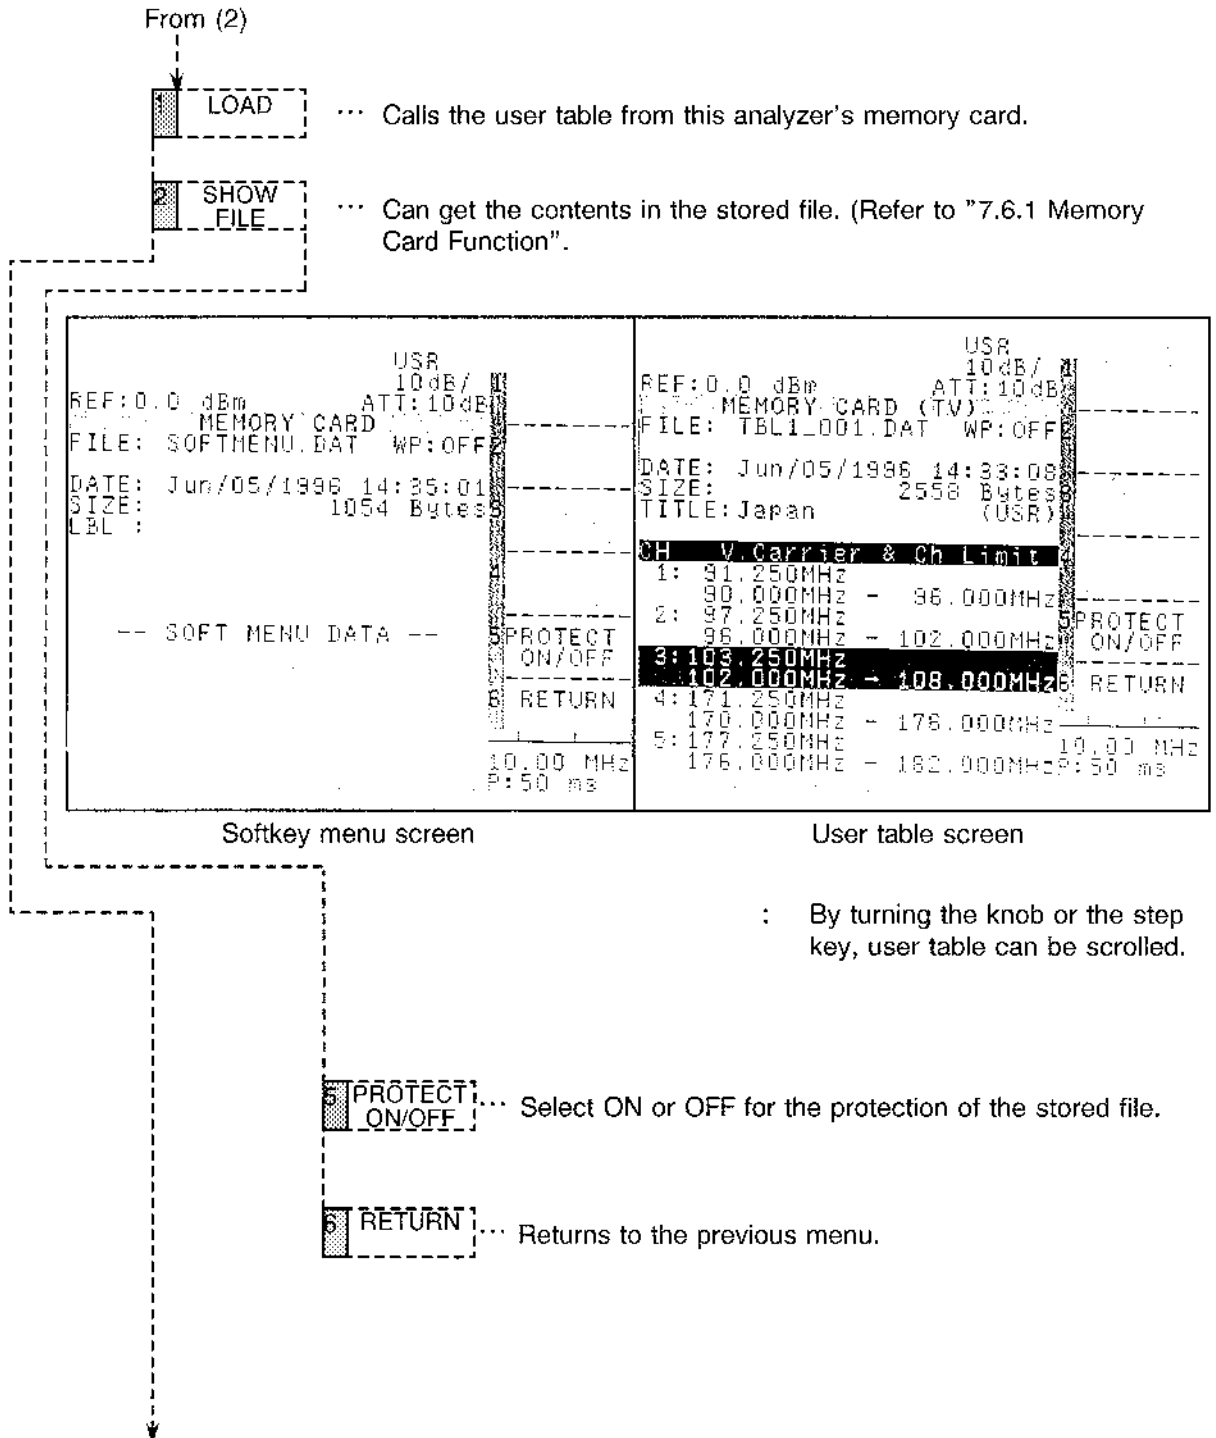 From (2)
1 LOAD ... Calls the user table from this analyzer's memory card.
2 SHOW FILE ... Can get the contents in the stored file. (Refer to "7.6.1 Memory
Card Function".
USR
10dB/ 1
REF:0.0 dBm ATT:10dB
MEMORY CARD
FILE: SOFTMENU.DAT WP:OFF 2
DATE: Jun/05/1996 14:35:01
SIZE: 1054 Bytes 3
LBL :
4
-- SOFT MENU DATA -- 5 PROTECT
ON/OFF
6 RETURN
10.00 MHz
P:50 ms
Softkey menu screen
USR
10dB/ 1
REF:0.0 dBm ATT:10dB
MEMORY CARD (TV)
FILE: TBL1_001.DAT WP:OFF 2
DATE: Jun/05/1996 14:33:08
SIZE: 2558 Bytes 3
TITLE:Japan (USR)
CH V.Carrier & Ch Limit 4
1: 91.250MHz
90.000MHz - 96.000MHz
2: 97.250MHz 5 PROTECT
96.000MHz - 102.000MHz ON/OFF
3:103.250MHz
102.000MHz - 108.000MHz 6 RETURN
4:171.250MHz
170.000MHz - 176.000MHz
5:177.250MHz 10.00 MHz
176.000MHz - 182.000MHz P:50 ms
User table screen
: By turning the knob or the step
key, user table can be scrolled.
5 PROTECT ON/OFF ... Select ON or OFF for the protection of the stored file.
6 RETURN ... Returns to the previous menu.